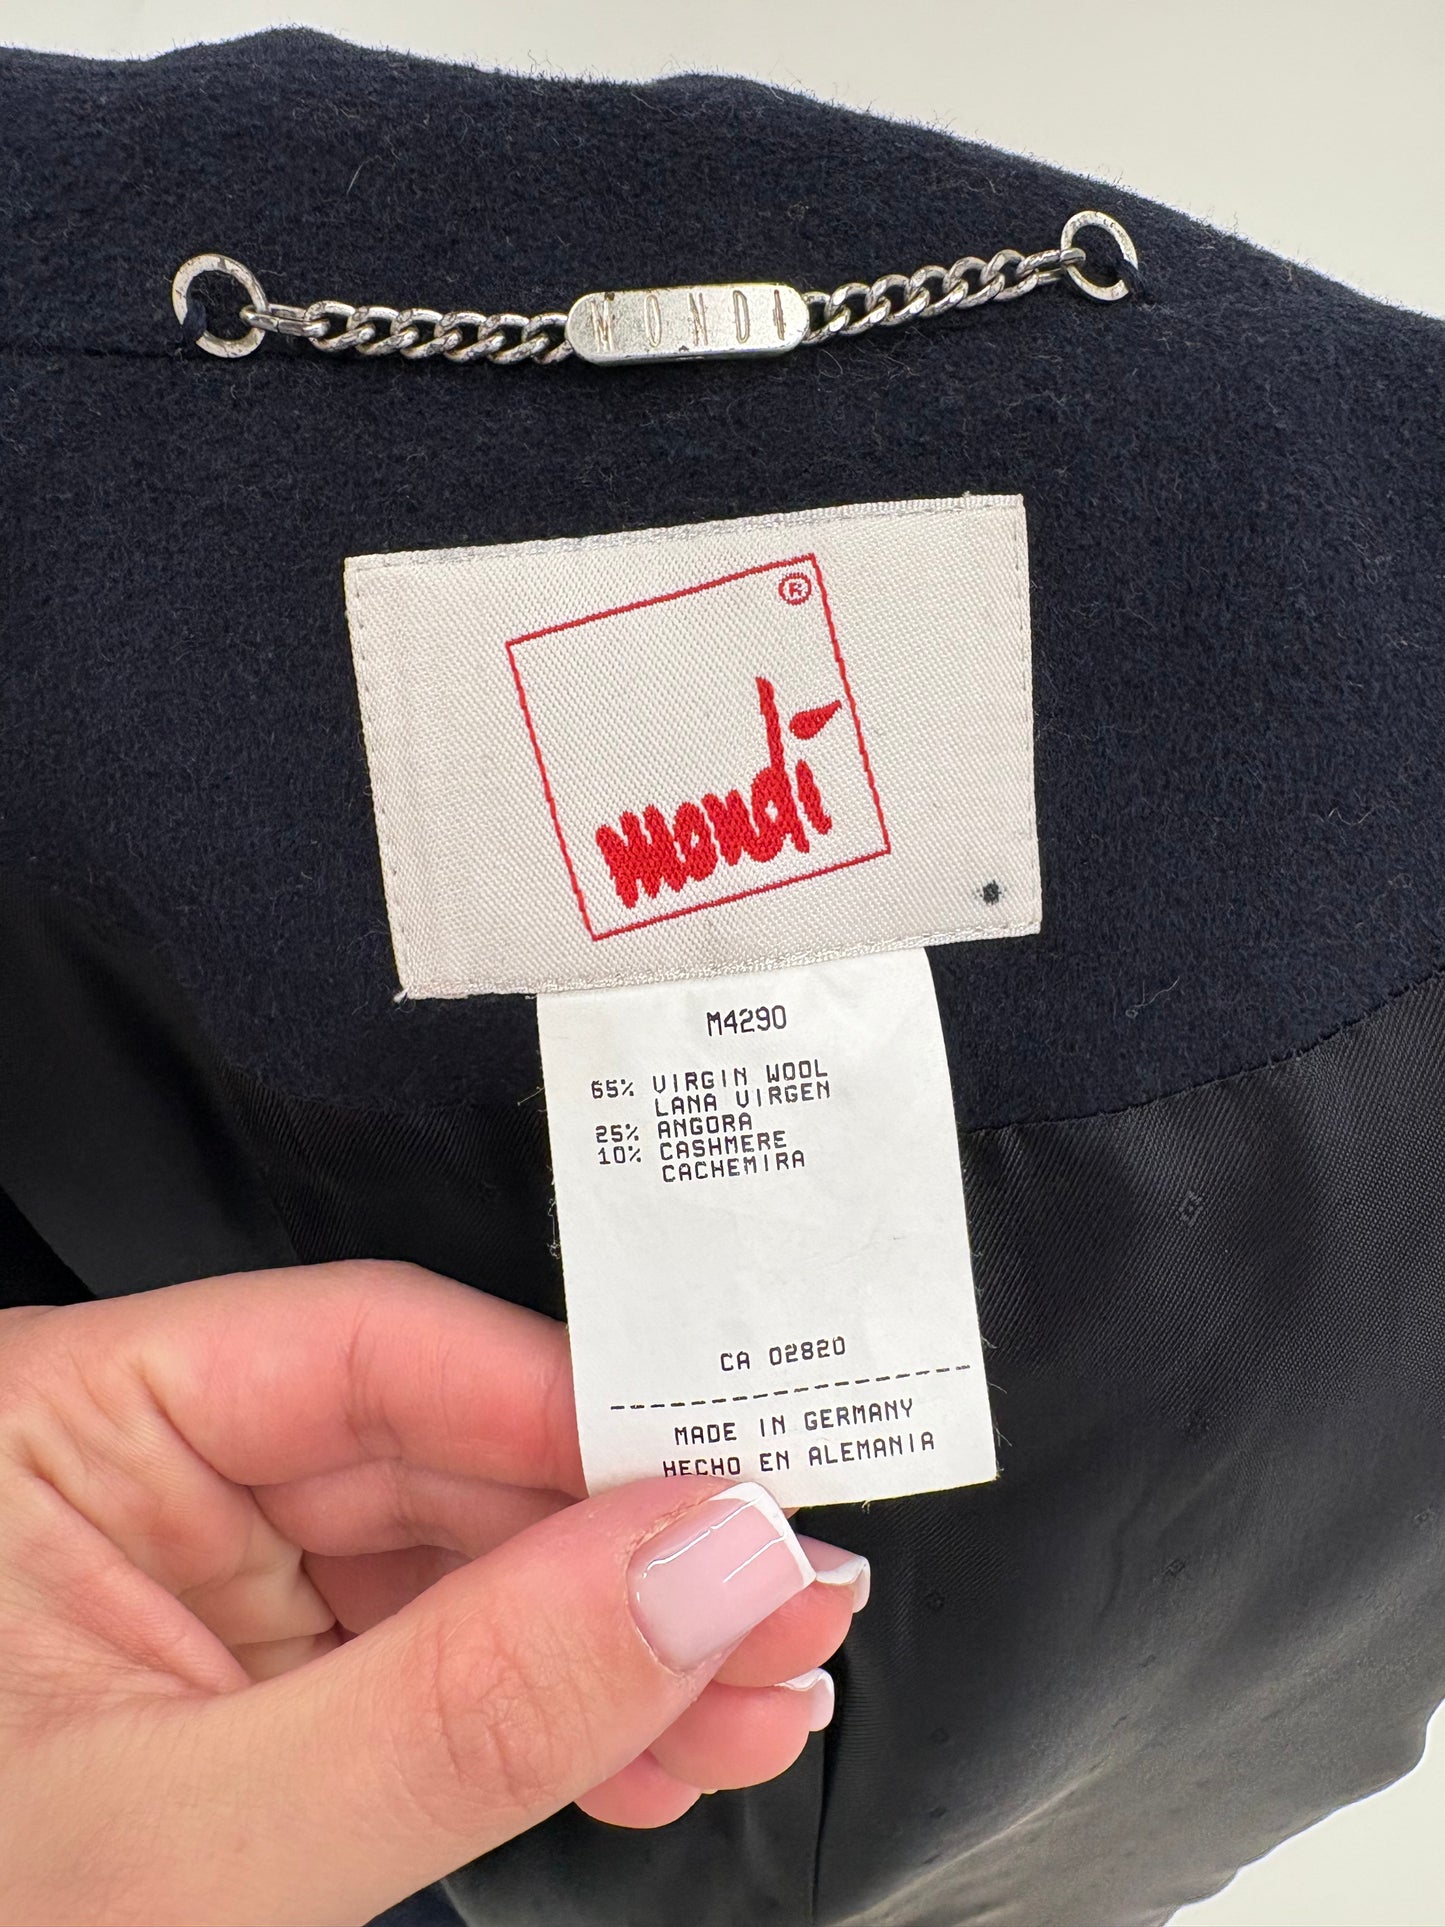 MONDI
®
mondi
M4290
65% VIRGIN WOOL
LANA VIRGEN
25% ANGORA
10% CASHMERE
CACHEMIRA
CA 02820
MADE IN GERMANY
HECHO EN ALEMANIA